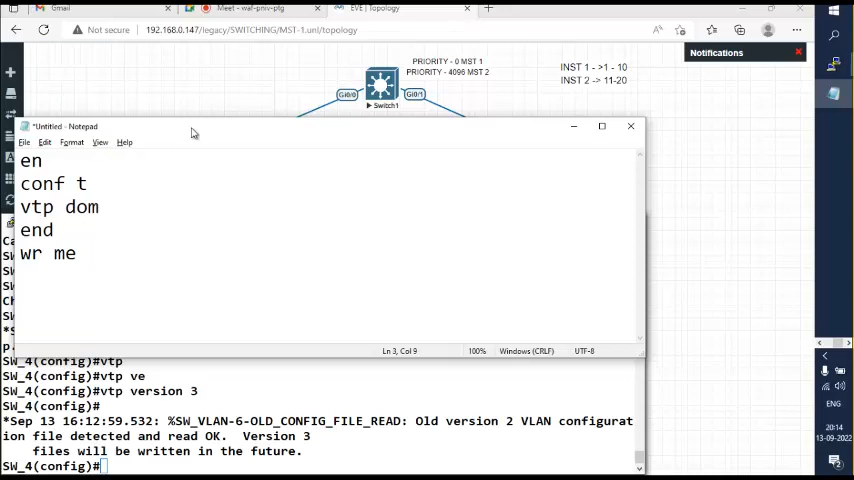 Gmail
Meet - waf-pniv-ptg
EVE | Topology
Not secure
192.168.0.147/legacy/SWITCHING/MST-1.unl/topology
Notifications
PRIORITY - 0 MST 1
PRIORITY - 4096 MST 2
INST 1 ->1 - 10
INST 2 -> 11-20
Gi0/0
Gi0/1
Switch1
*Untitled - Notepad
File Edit Format View Help
en
conf t
vtp dom
end
wr me
Ln 3, Col 9
100%
Windows (CRLF)
UTF-8
SW_4(config)#vtp
SW_4(config)#vtp ve
SW_4(config)#vtp version 3
SW_4(config)#
*Sep 13 16:12:59.532: %SW_VLAN-6-OLD_CONFIG_FILE_READ: Old version 2 VLAN configurat
ion file detected and read OK.  Version 3
files will be written in the future.
SW_4(config)#
ENG
20:14
13-09-2022